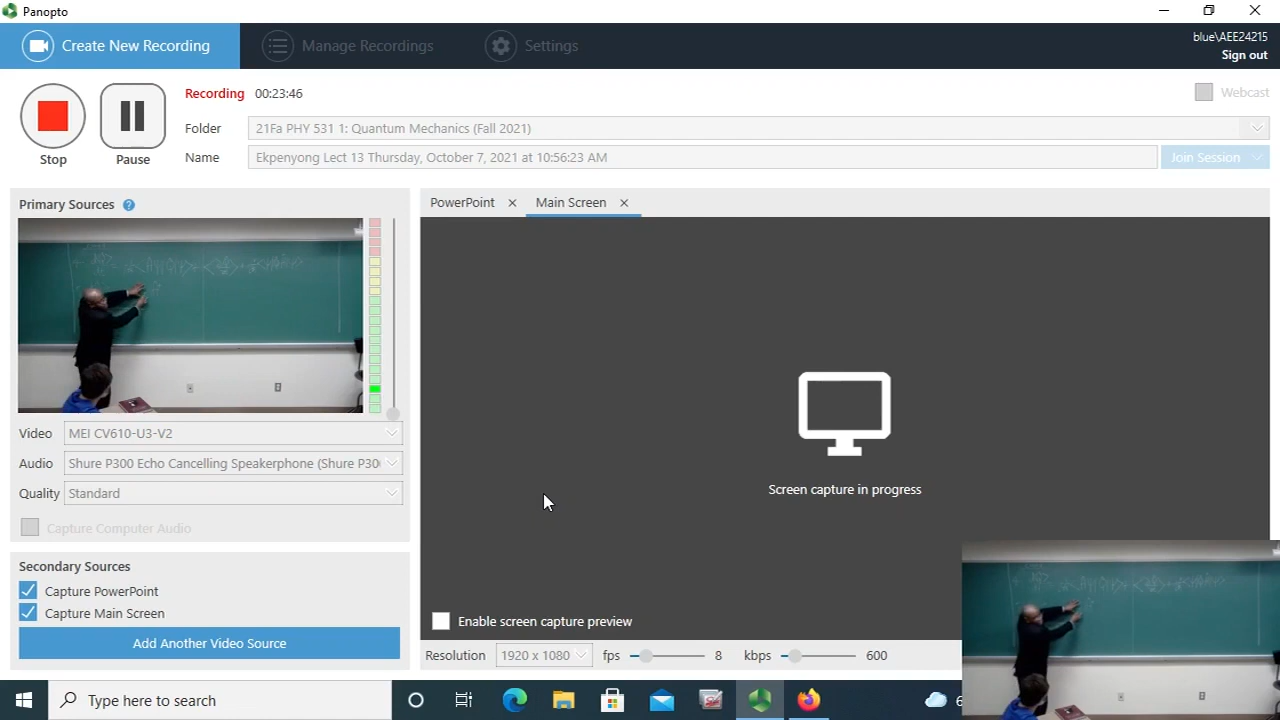 Panopto
Create New Recording
Manage Recordings
Settings
blue\AEE24215
Sign out
Recording 00:23:46
Webcast
Folder 21Fa PHY 531 1: Quantum Mechanics (Fall 2021)
Stop Pause
Name Ekpenyong Lect 13 Thursday, October 7, 2021 at 10:56:23 AM
Join Session
Primary Sources ?
PowerPoint
Main Screen
Video MEI CV610-U3-V2
Audio Shure P300 Echo Cancelling Speakerphone (Shure P30
Quality Standard
Capture Computer Audio
Screen capture in progress
Secondary Sources
Capture PowerPoint
Capture Main Screen
Add Another Video Source
Enable screen capture preview
Resolution 1920 x 1080 fps 8 kbps 600
Type here to search
6